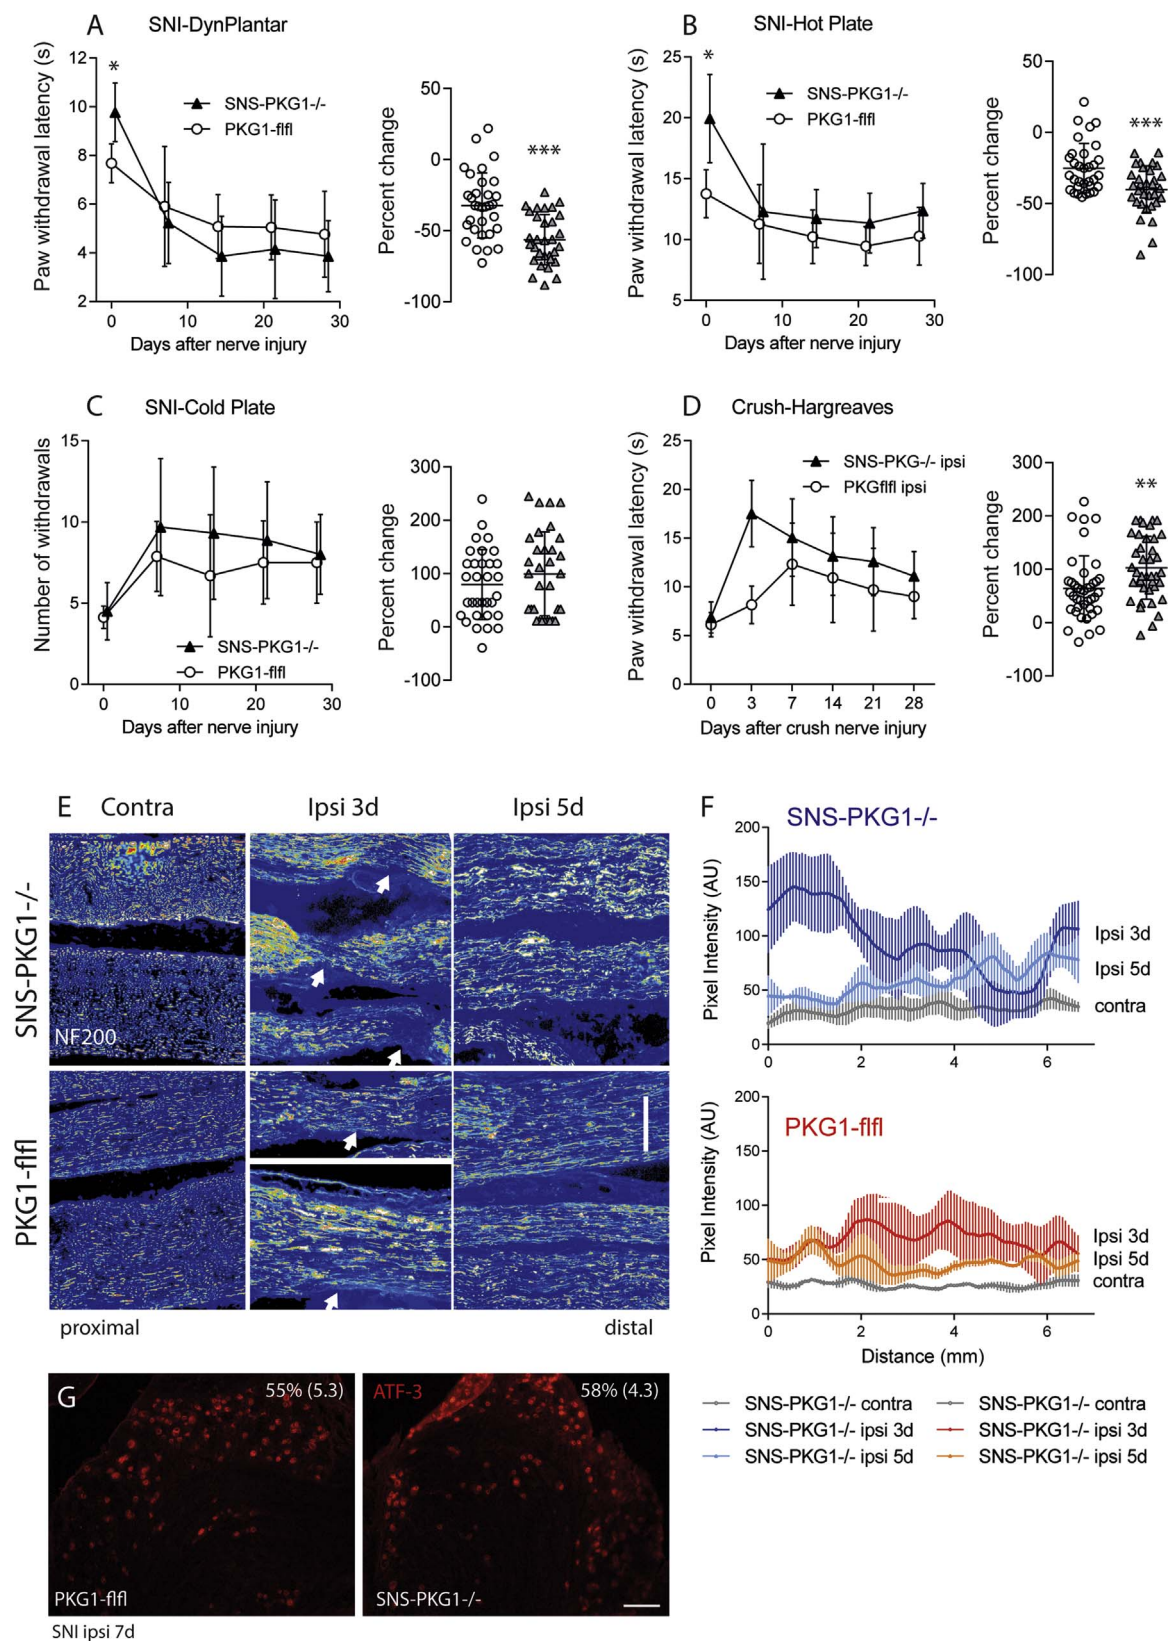 A
SNI-DynPlantar
Paw withdrawal latency (s)
12
10
8
6
4
2
*
SNS-PKG1-/-
PKG1-flfl
0
10
20
30
Days after nerve injury
Percent change
50
0
-50
-100
***
B
SNI-Hot Plate
Paw withdrawal latency (s)
25
20
15
10
5
*
SNS-PKG1-/-
PKG1-flfl
0
10
20
30
Days after nerve injury
Percent change
50
0
-50
-100
***
C
SNI-Cold Plate
Number of withdrawals
15
10
5
0
SNS-PKG1-/-
PKG1-flfl
0
10
20
30
Days after nerve injury
Percent change
300
200
100
0
-100
D
Crush-Hargreaves
Paw withdrawal latency (s)
25
20
15
10
5
0
SNS-PKG-/- ipsi
PKGflfl ipsi
0
3
7
14
21
28
Days after crush nerve injury
Percent change
300
200
100
0
-100
**
E
Contra
Ipsi 3d
Ipsi 5d
SNS-PKG1-/-
NF200
PKG1-flfl
proximal
distal
F
SNS-PKG1-/-
Pixel Intensity (AU)
200
150
100
50
0
Ipsi 3d
Ipsi 5d
contra
0
2
4
6
PKG1-flfl
Pixel Intensity (AU)
200
150
100
50
0
Ipsi 3d
Ipsi 5d
contra
0
2
4
6
Distance (mm)
SNS-PKG1-/- contra
SNS-PKG1-/- ipsi 3d
SNS-PKG1-/- ipsi 5d
SNS-PKG1-/- contra
SNS-PKG1-/- ipsi 3d
SNS-PKG1-/- ipsi 5d
G
55% (5.3)
PKG1-flfl
ATF-3
58% (4.3)
SNS-PKG1-/-
SNI ipsi 7d